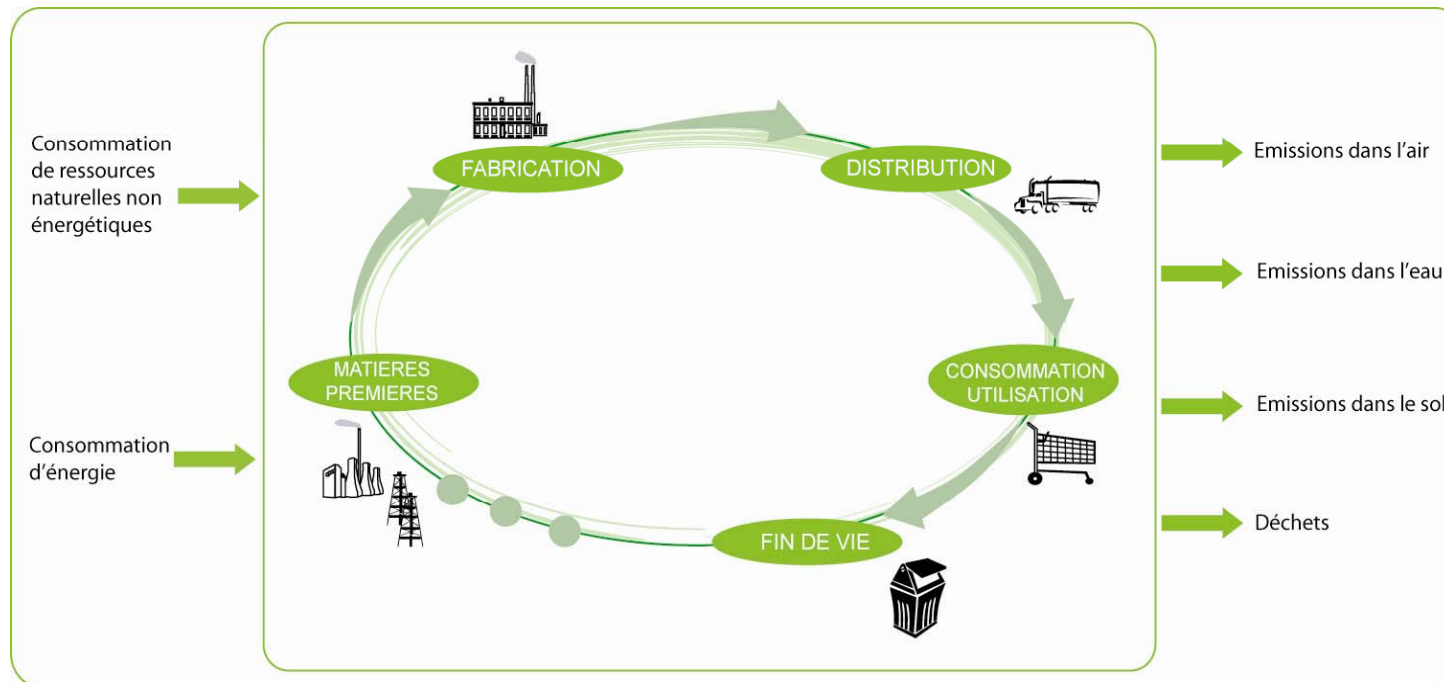 Consommation
de ressources
naturelles non
énergétiques
Consommation
d'énergie
FABRICATION
DISTRIBUTION
MATIERES
PREMIERES
CONSOMMATION
UTILISATION
FIN DE VIE
Emissions dans l'air
Emissions dans l'eau
Emissions dans le sol
Déchets